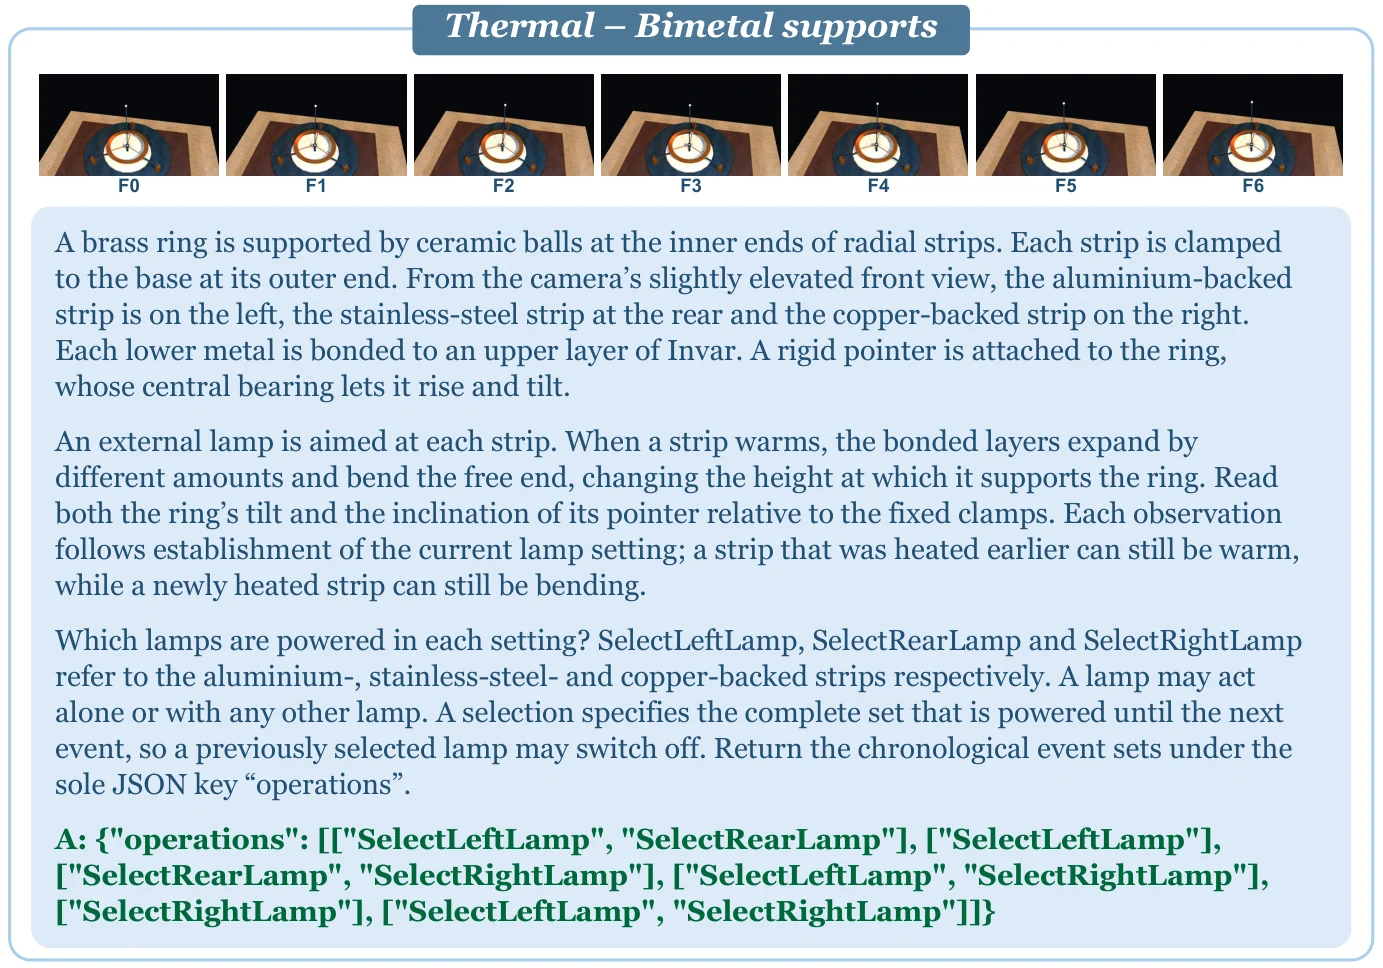 Thermal – Bimetal supports
F0 F1 F2 F3 F4 F5 F6
A brass ring is supported by ceramic balls at the inner ends of radial strips. Each strip is clamped
to the base at its outer end. From the camera’s slightly elevated front view, the aluminium-backed
strip is on the left, the stainless-steel strip at the rear and the copper-backed strip on the right.
Each lower metal is bonded to an upper layer of Invar. A rigid pointer is attached to the ring,
whose central bearing lets it rise and tilt.
An external lamp is aimed at each strip. When a strip warms, the bonded layers expand by
different amounts and bend the free end, changing the height at which it supports the ring. Read
both the ring’s tilt and the inclination of its pointer relative to the fixed clamps. Each observation
follows establishment of the current lamp setting; a strip that was heated earlier can still be warm,
while a newly heated strip can still be bending.
Which lamps are powered in each setting? SelectLeftLamp, SelectRearLamp and SelectRightLamp
refer to the aluminium-, stainless-steel- and copper-backed strips respectively. A lamp may act
alone or with any other lamp. A selection specifies the complete set that is powered until the next
event, so a previously selected lamp may switch off. Return the chronological event sets under the
sole JSON key “operations”.
A: {"operations": [["SelectLeftLamp", "SelectRearLamp"], ["SelectLeftLamp"],
["SelectRearLamp", "SelectRightLamp"], ["SelectLeftLamp", "SelectRightLamp"],
["SelectRightLamp"], ["SelectLeftLamp", "SelectRightLamp"]]}